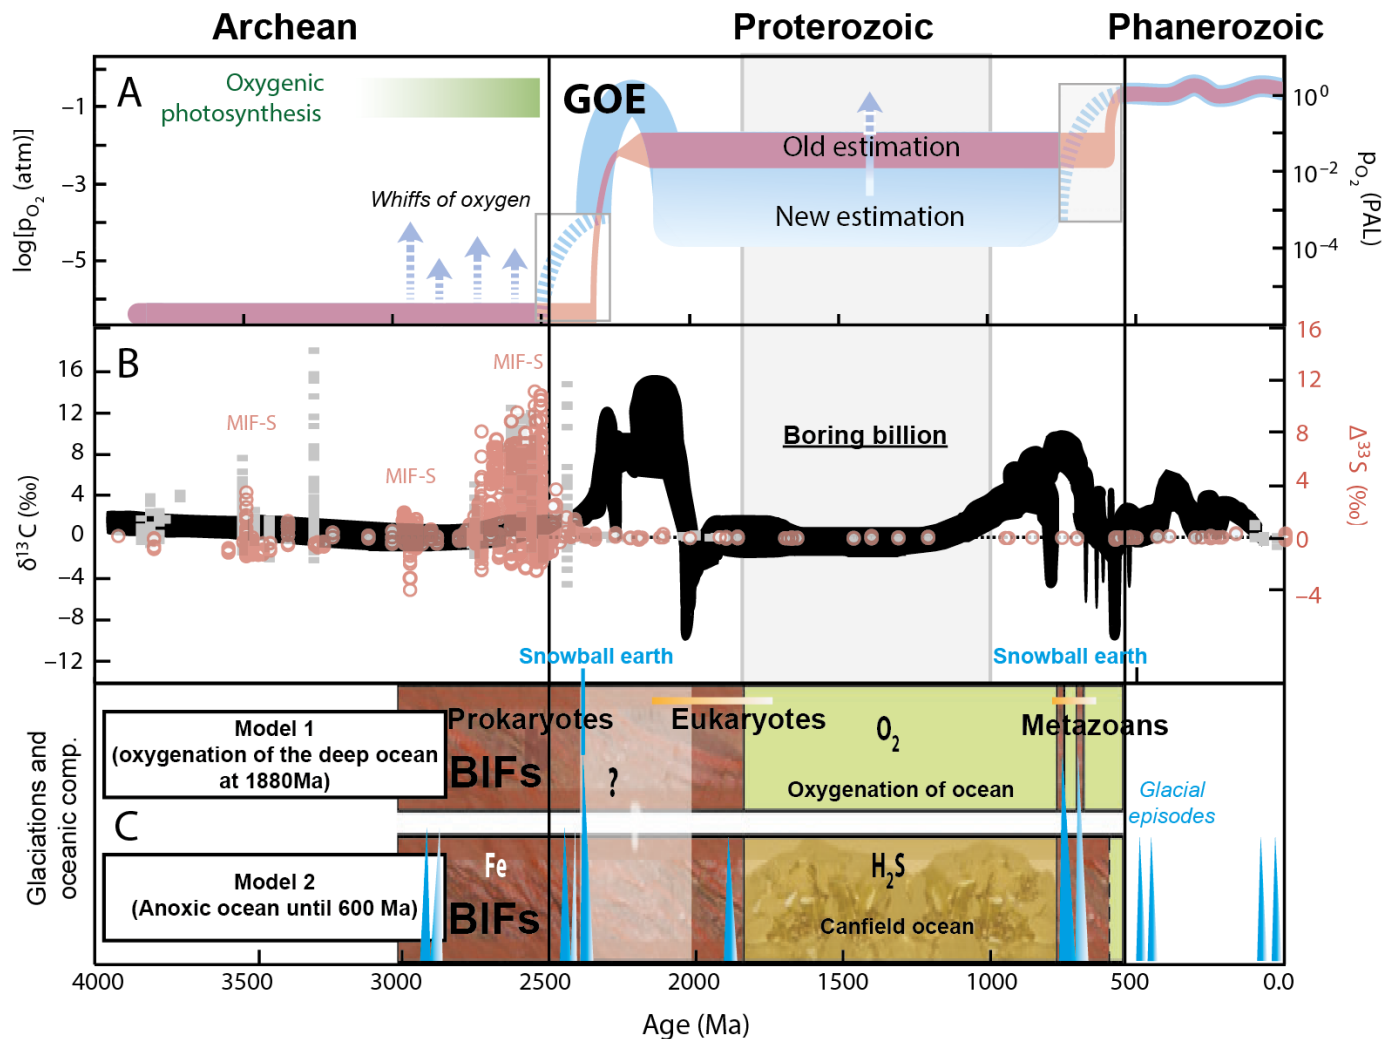 Archean
Proterozoic
Phanerozoic
A
Oxygenic
photosynthesis
GOE
Whiffs of oxygen
Old estimation
New estimation
log[pO₂ (atm)]
−1
−3
−5
10⁰
10⁻²
10⁻⁴
pO₂ (PAL)
B
MIF-S
MIF-S
MIF-S
Boring billion
δ¹³C (‰)
16
12
8
4
0
−4
−8
−12
16
12
8
4
0
−4
Δ³³S (‰)
Snowball earth
Snowball earth
Glaciations and
oceanic comp.
C
Model 1
(oxygenation of the deep ocean
at 1880Ma)
Prokaryotes
BIFs
?
Eukaryotes
O₂
Oxygenation of ocean
Metazoans
Glacial
episodes
Model 2
(Anoxic ocean until 600 Ma)
Fe
BIFs
H₂S
Canfield ocean
4000
3500
3000
2500
2000
1500
1000
500
0.0
Age (Ma)